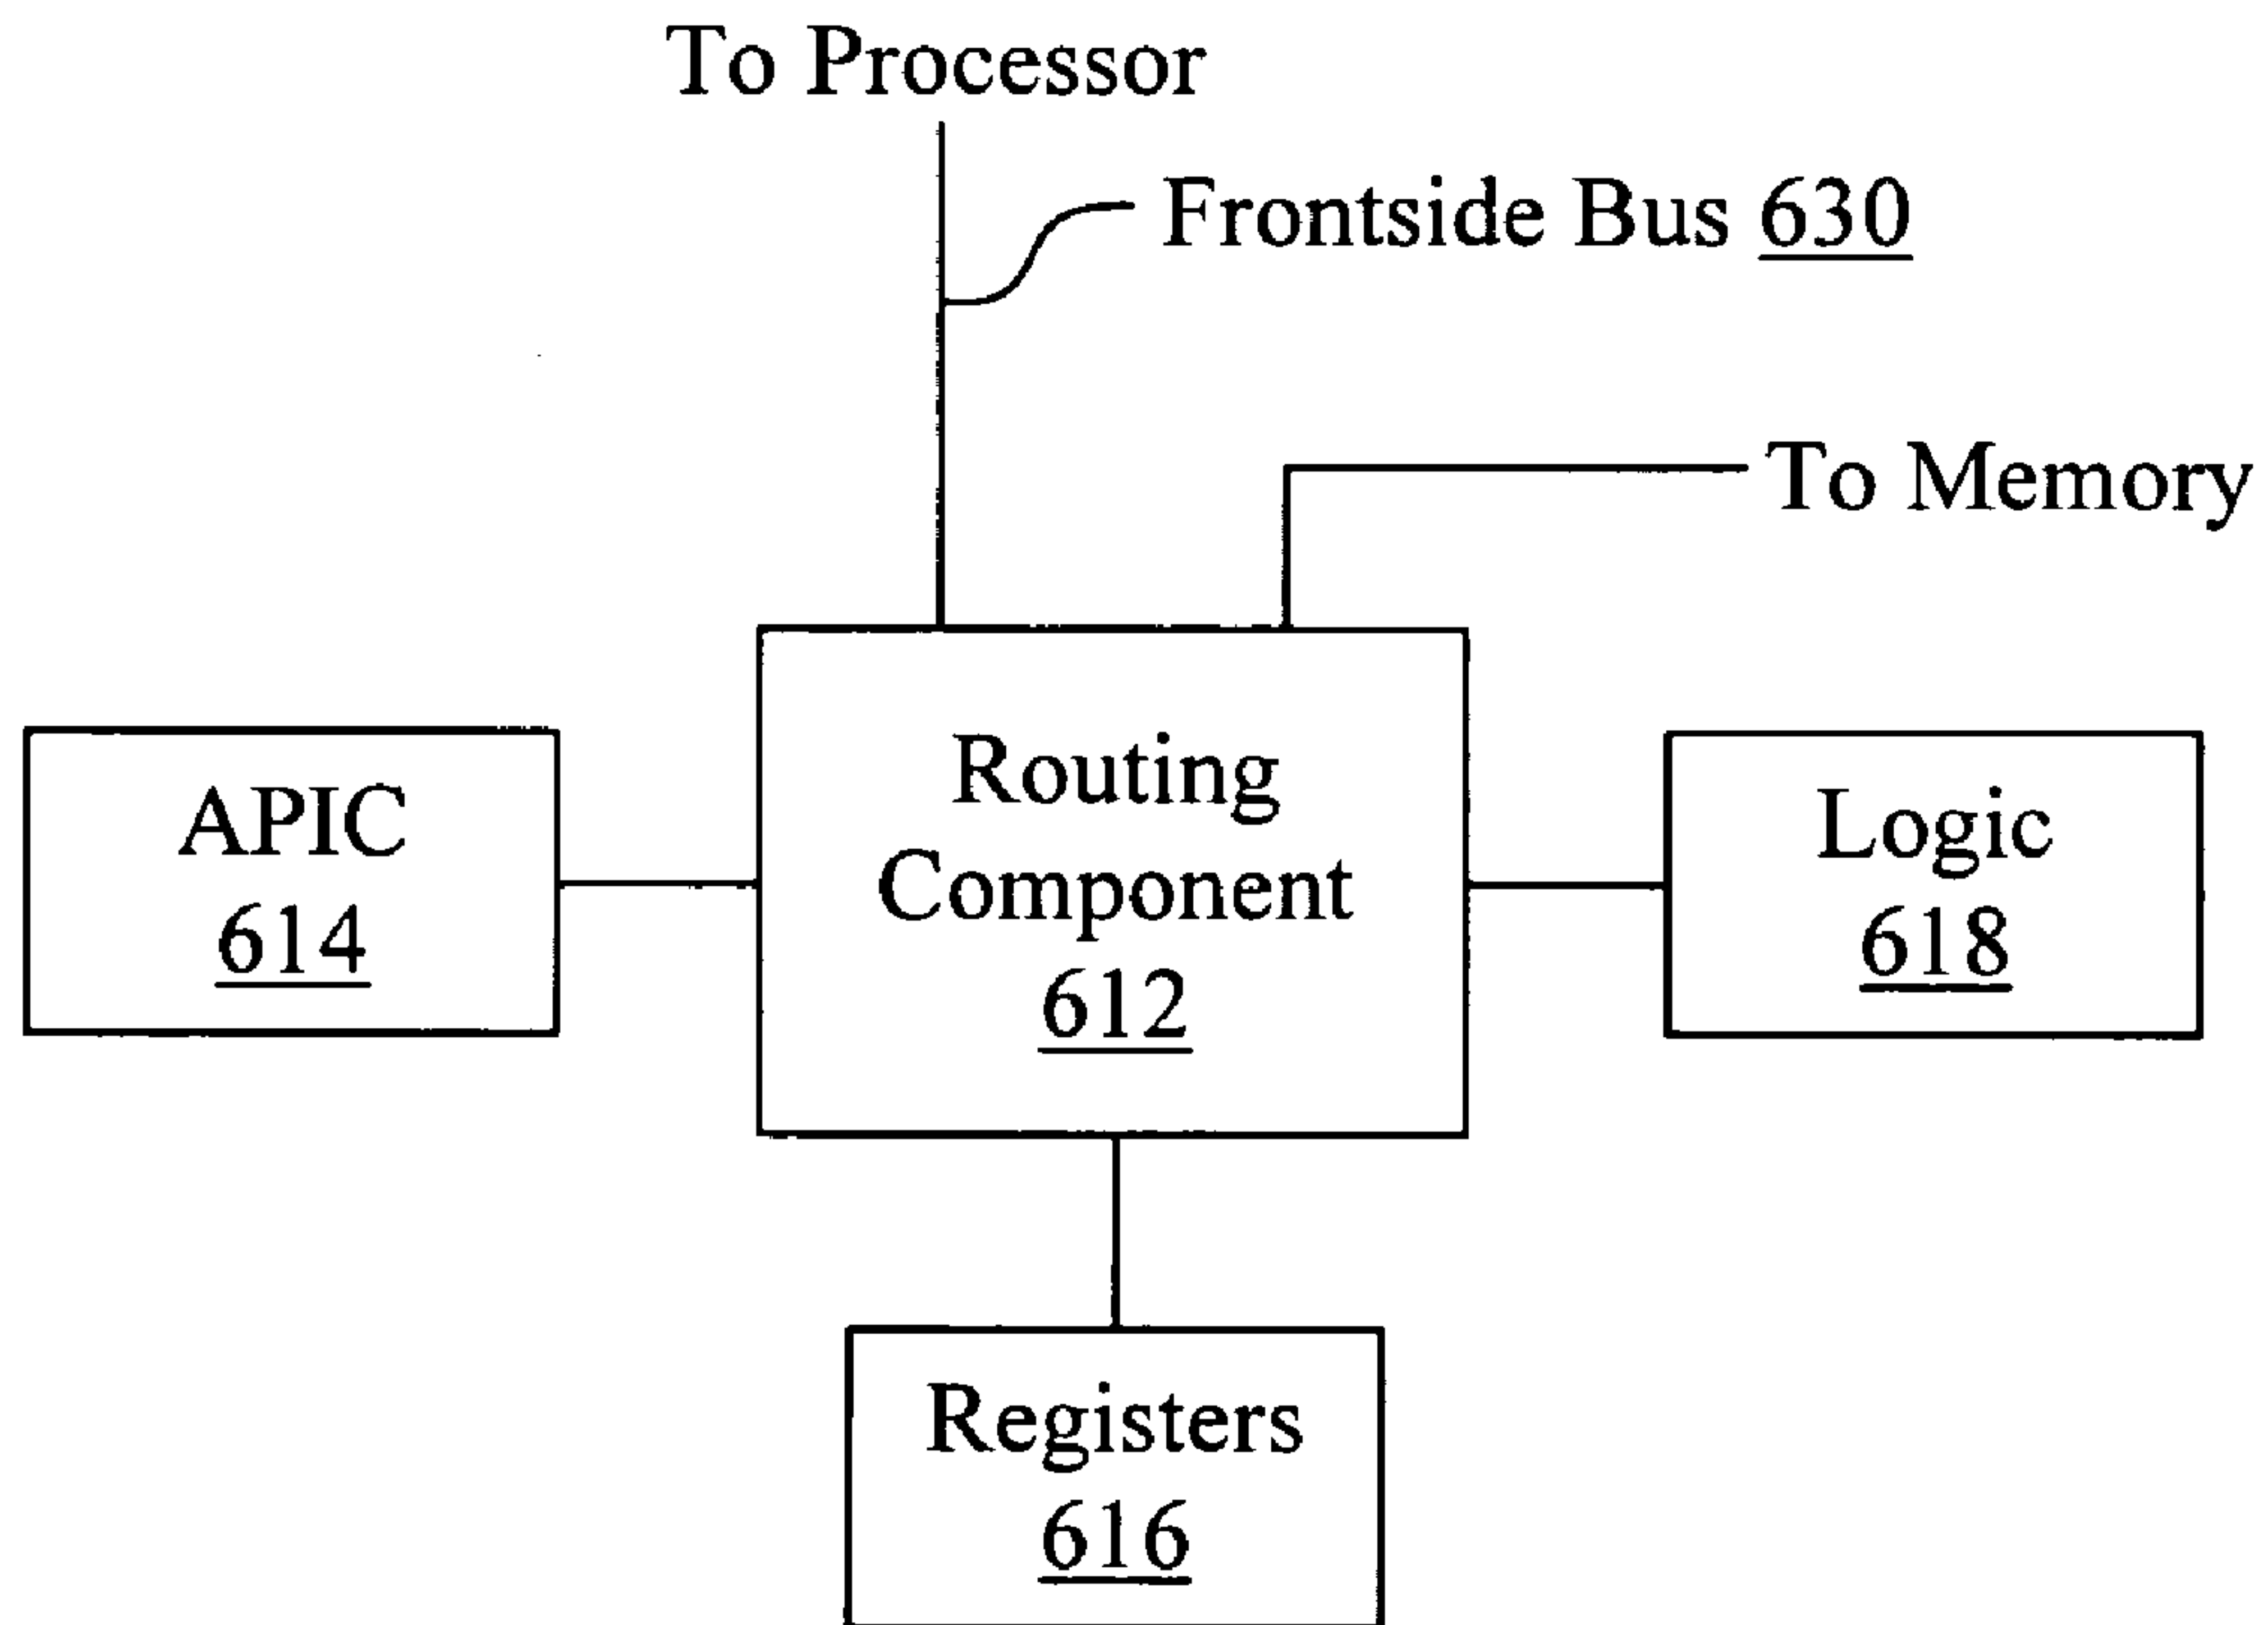 To Processor
Frontside Bus 630
To Memory
APIC
614
Routing
Component
612
Logic
618
Registers
616